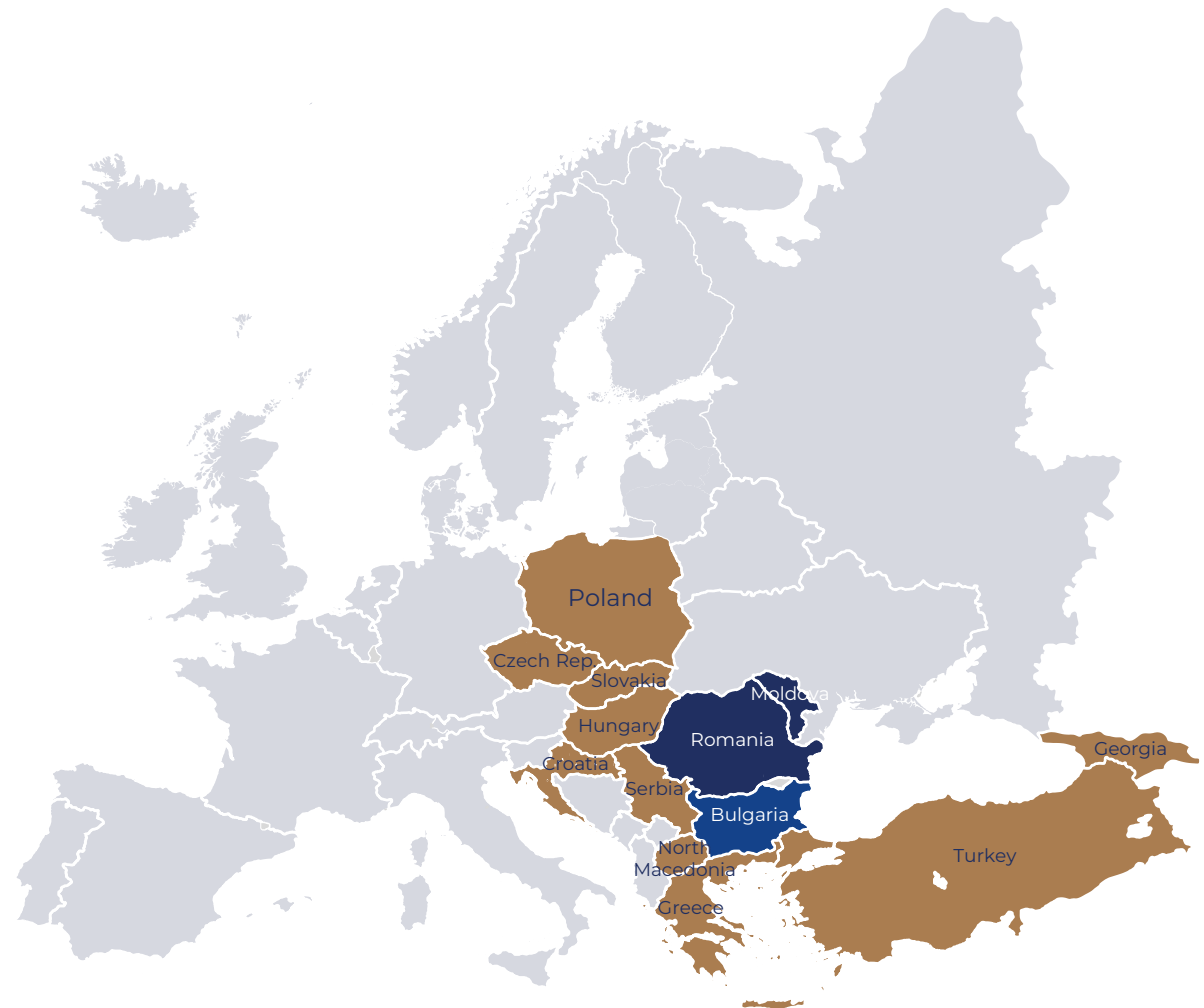 Poland
Czech Rep.
Slovakia
Moldova
Hungary
Romania
Georgia
Croatia
Serbia
Bulgaria
North
Macedonia
Turkey
Greece